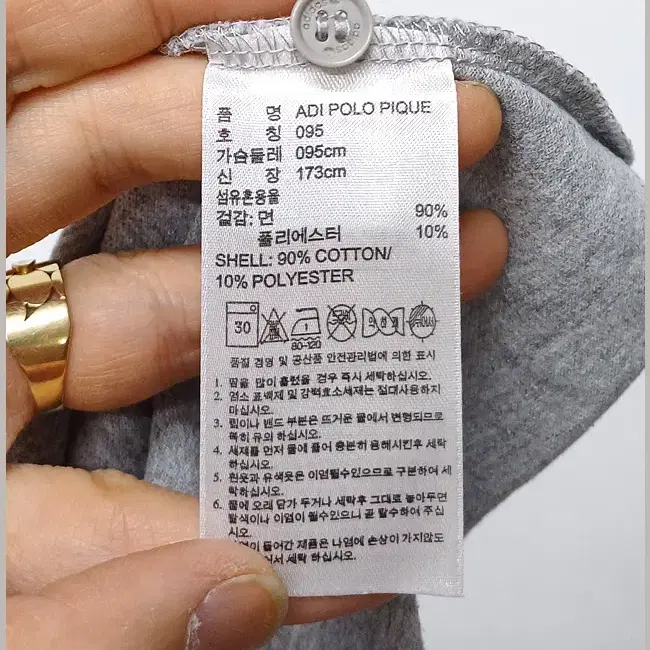 adidas
품 명 ADI POLO PIQUE
호 칭 095
가슴둘레 095cm
신 장 173cm
섬유혼용율
겉감: 면 90%
폴리에스터 10%
SHELL: 90% COTTON/
10% POLYESTER
30
80-120
품질 경영 및 공산품 안전관리법에 의한 표시
1. 땀을 많이 흘렸을 경우 즉시 세탁하십시오.
2. 염소 표백제 및 강력효소세제는 절대사용하지
마십시오.
3. 립이나 밴드 부분은 뜨거운 물에서 변형되므로
특히 유의 하십시오.
4. 세제를 먼저 물에 풀어 충분히 용해시킨후 세탁
하십시오.
5. 흰옷과 유색옷은 이염될수있으므로 구분하여 세
탁하십시오.
6. 물에 오래 담가 두거나 세탁후 그대로 놓아두면
탈색이나 이염이 될수있으니 곧 탈수하여 주십
시오.
들어간 제품은 나염에 손상이 가지않도
세탁 하십시오.